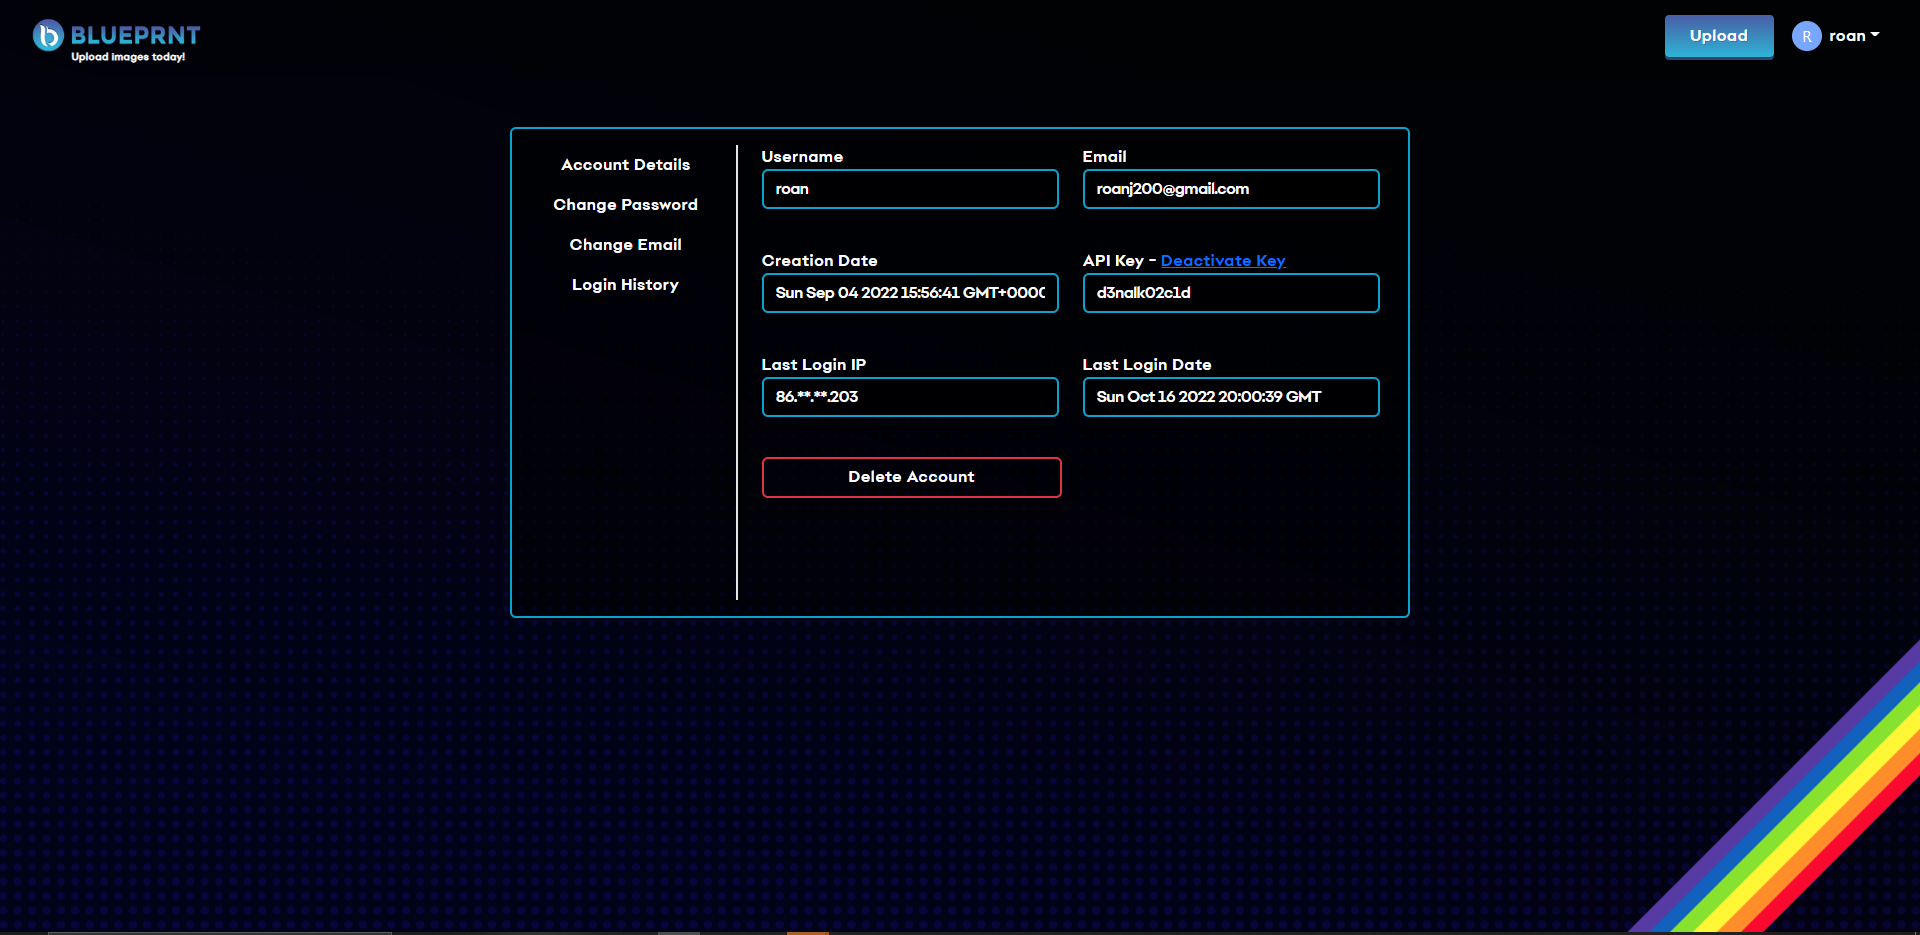 BLUEPRNT
Upload images today!
Upload
R
roan
Account Details
Change Password
Change Email
Login History
Username
roan
Email
roanj200@gmail.com
Creation Date
Sun Sep 04 2022 15:56:41 GMT+0000
API Key - Deactivate Key
d3nalk02c1d
Last Login IP
86.**.**.203
Last Login Date
Sun Oct 16 2022 20:00:39 GMT
Delete Account